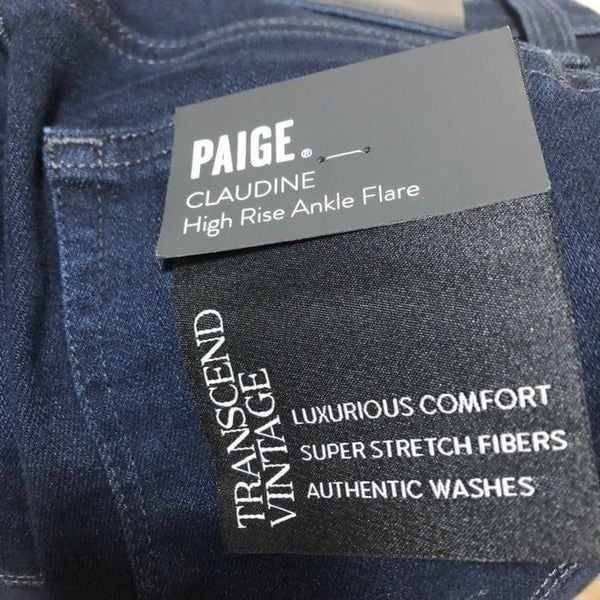 PAIGE®
CLAUDINE
High Rise Ankle Flare
TRANSCEND
VINTAGE
LUXURIOUS COMFORT
SUPER STRETCH FIBERS
AUTHENTIC WASHES